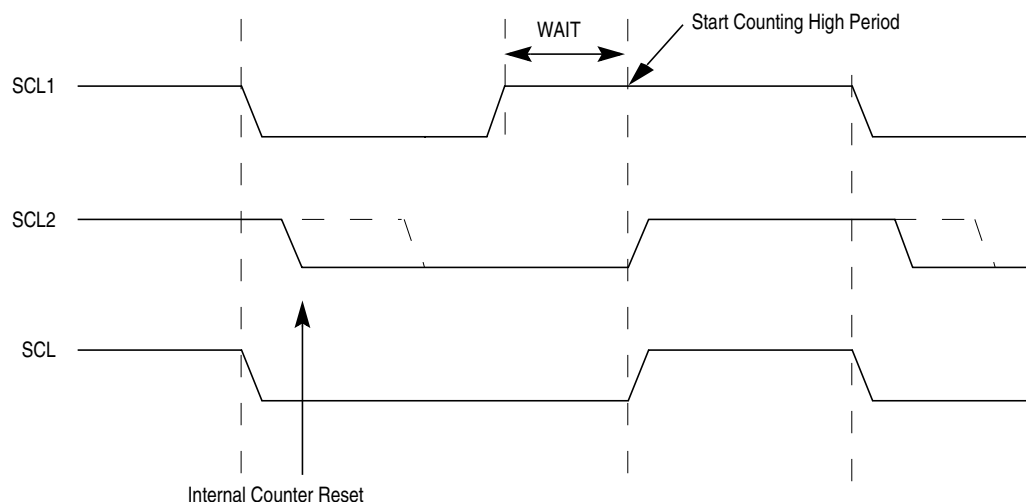 WAIT
Start Counting High Period
SCL1
SCL2
SCL
Internal Counter Reset